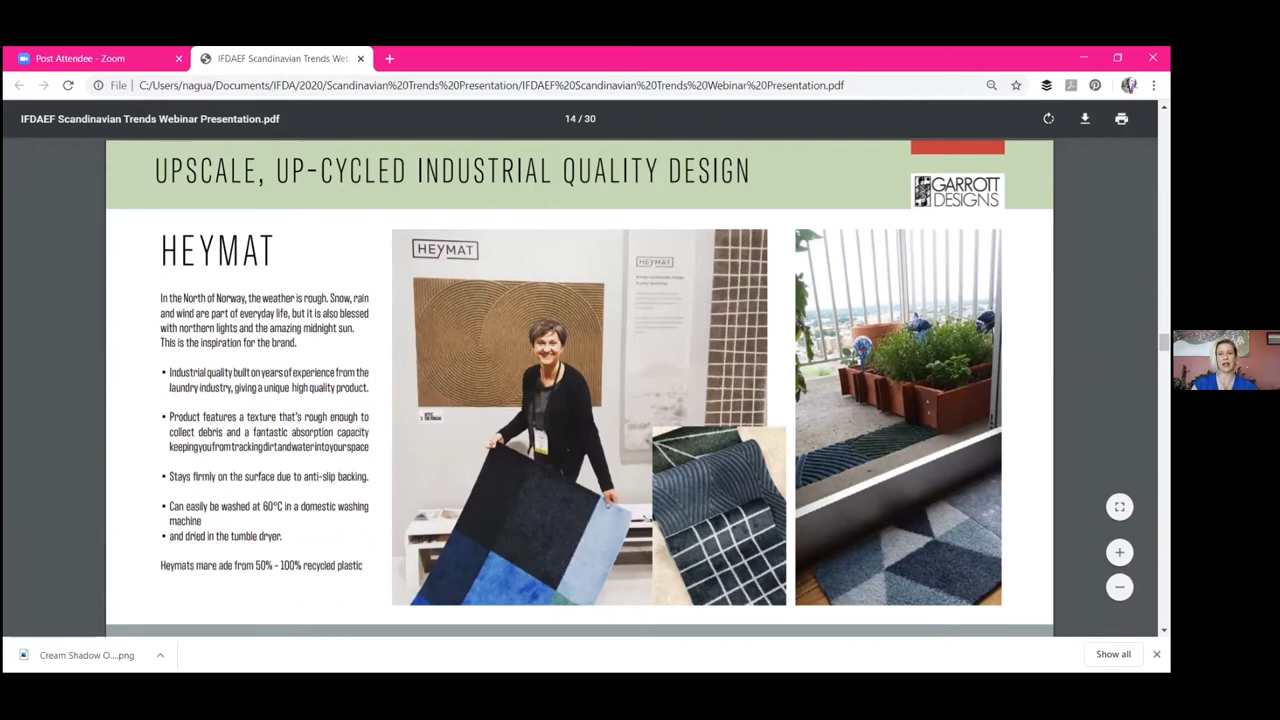 Post Attendee - Zoom
IFDAEF Scandinavian Trends Web
File
C:/Users/nagua/Documents/IFDA/2020/Scandinavian%20Trends%20Presentation/IFDAEF%20Scandinavian%20Trends%20Webinar%20Presentation.pdf
IFDAEF Scandinavian Trends Webinar Presentation.pdf
14 / 30
UPSCALE, UP-CYCLED INDUSTRIAL QUALITY DESIGN
GARROTT
DESIGNS
HEYMAT
In the North of Norway, the weather is rough. Snow, rain
and wind are part of everyday life, but it is also blessed
with northern lights and the amazing midnight sun.
This is the inspiration for the brand.
• Industrial quality built on years of experience from the
laundry industry, giving a unique high quality product.
• Product features a texture that's rough enough to
collect debris and a fantastic absorption capacity
keeping you from tracking dirt and water into your space
• Stays firmly on the surface due to anti-slip backing.
• Can easily be washed at 60°C in a domestic washing
machine
• and dried in the tumble dryer.
Heymats mare ade from 50% - 100% recycled plastic
HEYMAT
HEYMAT
Cream Shadow O....png
Show all